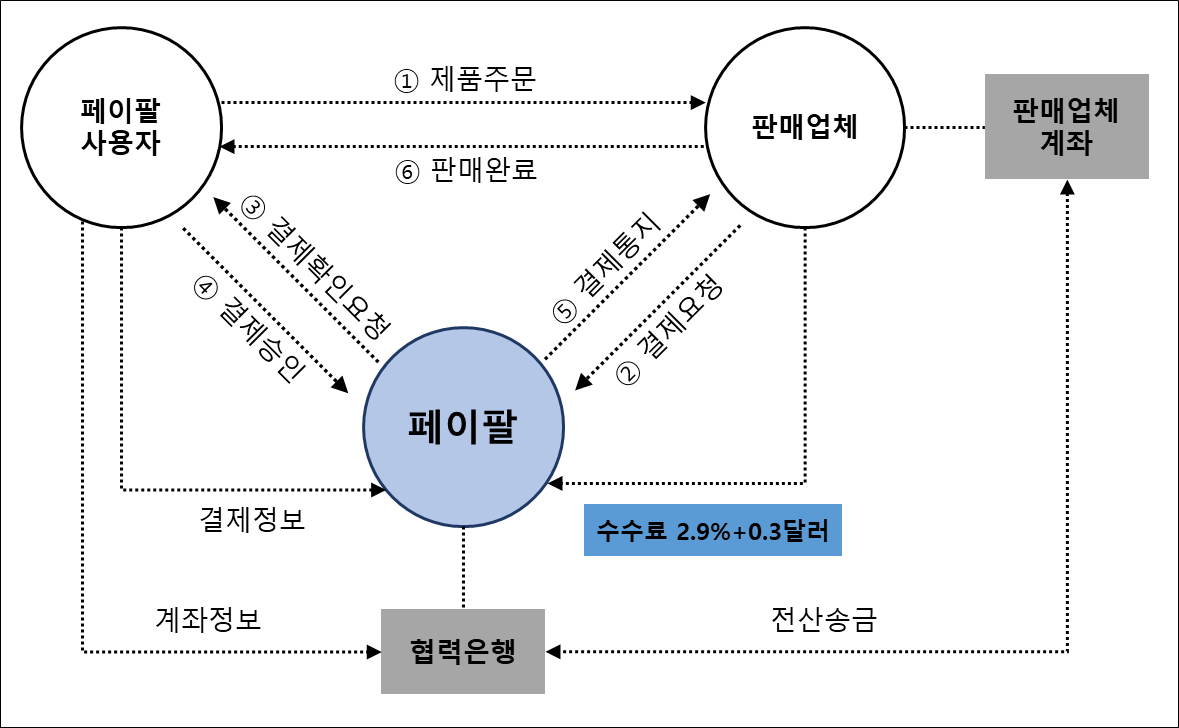 ① 제품주문
페이팔
사용자
판매업체
판매업체
계좌
⑥ 판매완료
③ 결제확인요청
④ 결제승인
⑤ 결제통지
② 결제요청
페이팔
결제정보
수수료 2.9%+0.3달러
계좌정보
전산송금
협력은행